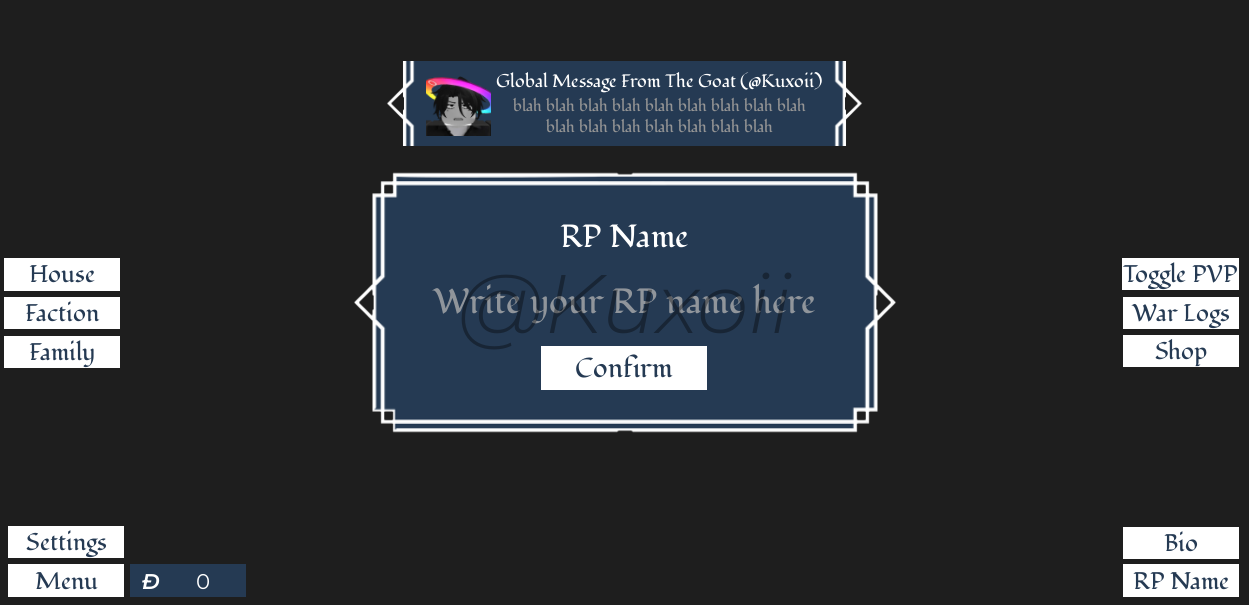 Global Message From The Goat (@Kuxoii)
blah blah blah blah blah blah blah blah blah
blah blah blah blah blah blah blah
RP Name
Write your RP name here
@Kuxoii
Confirm
House
Faction
Family
Toggle PVP
War Logs
Shop
Settings
Menu
Đ 0
Bio
RP Name